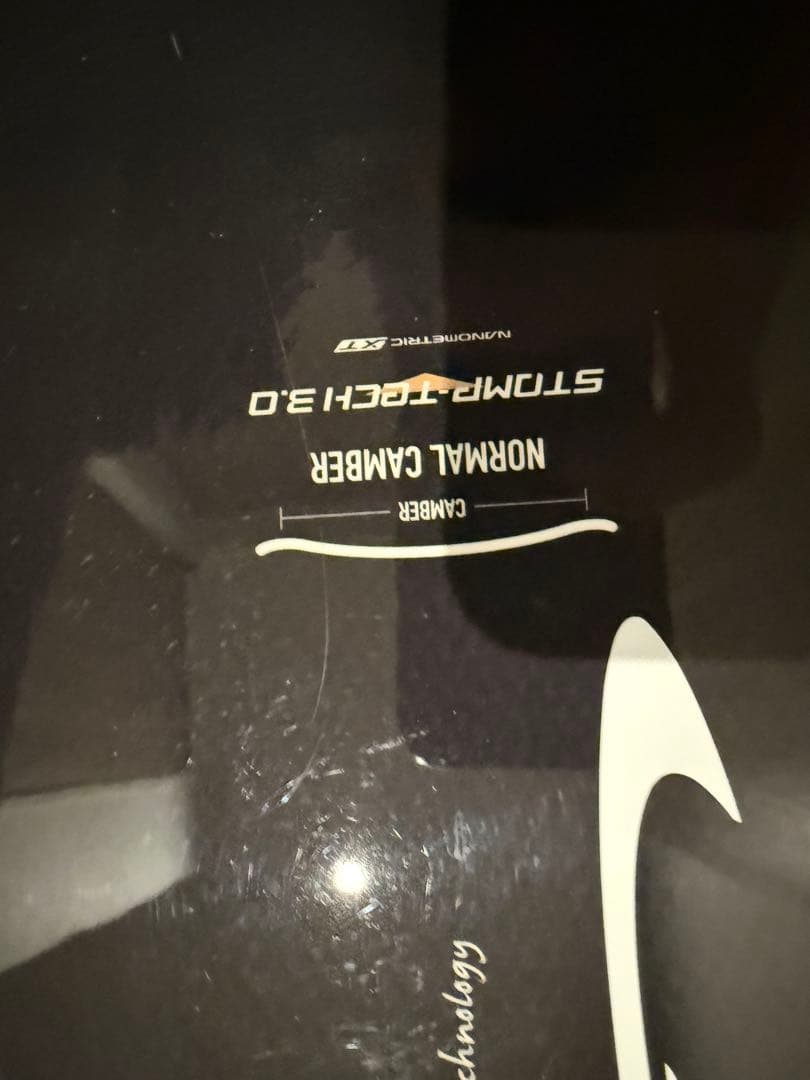 CAMBER
NORMAL CAMBER
STOMP-TECH 3.0
NANOMETRIC XT
chnology